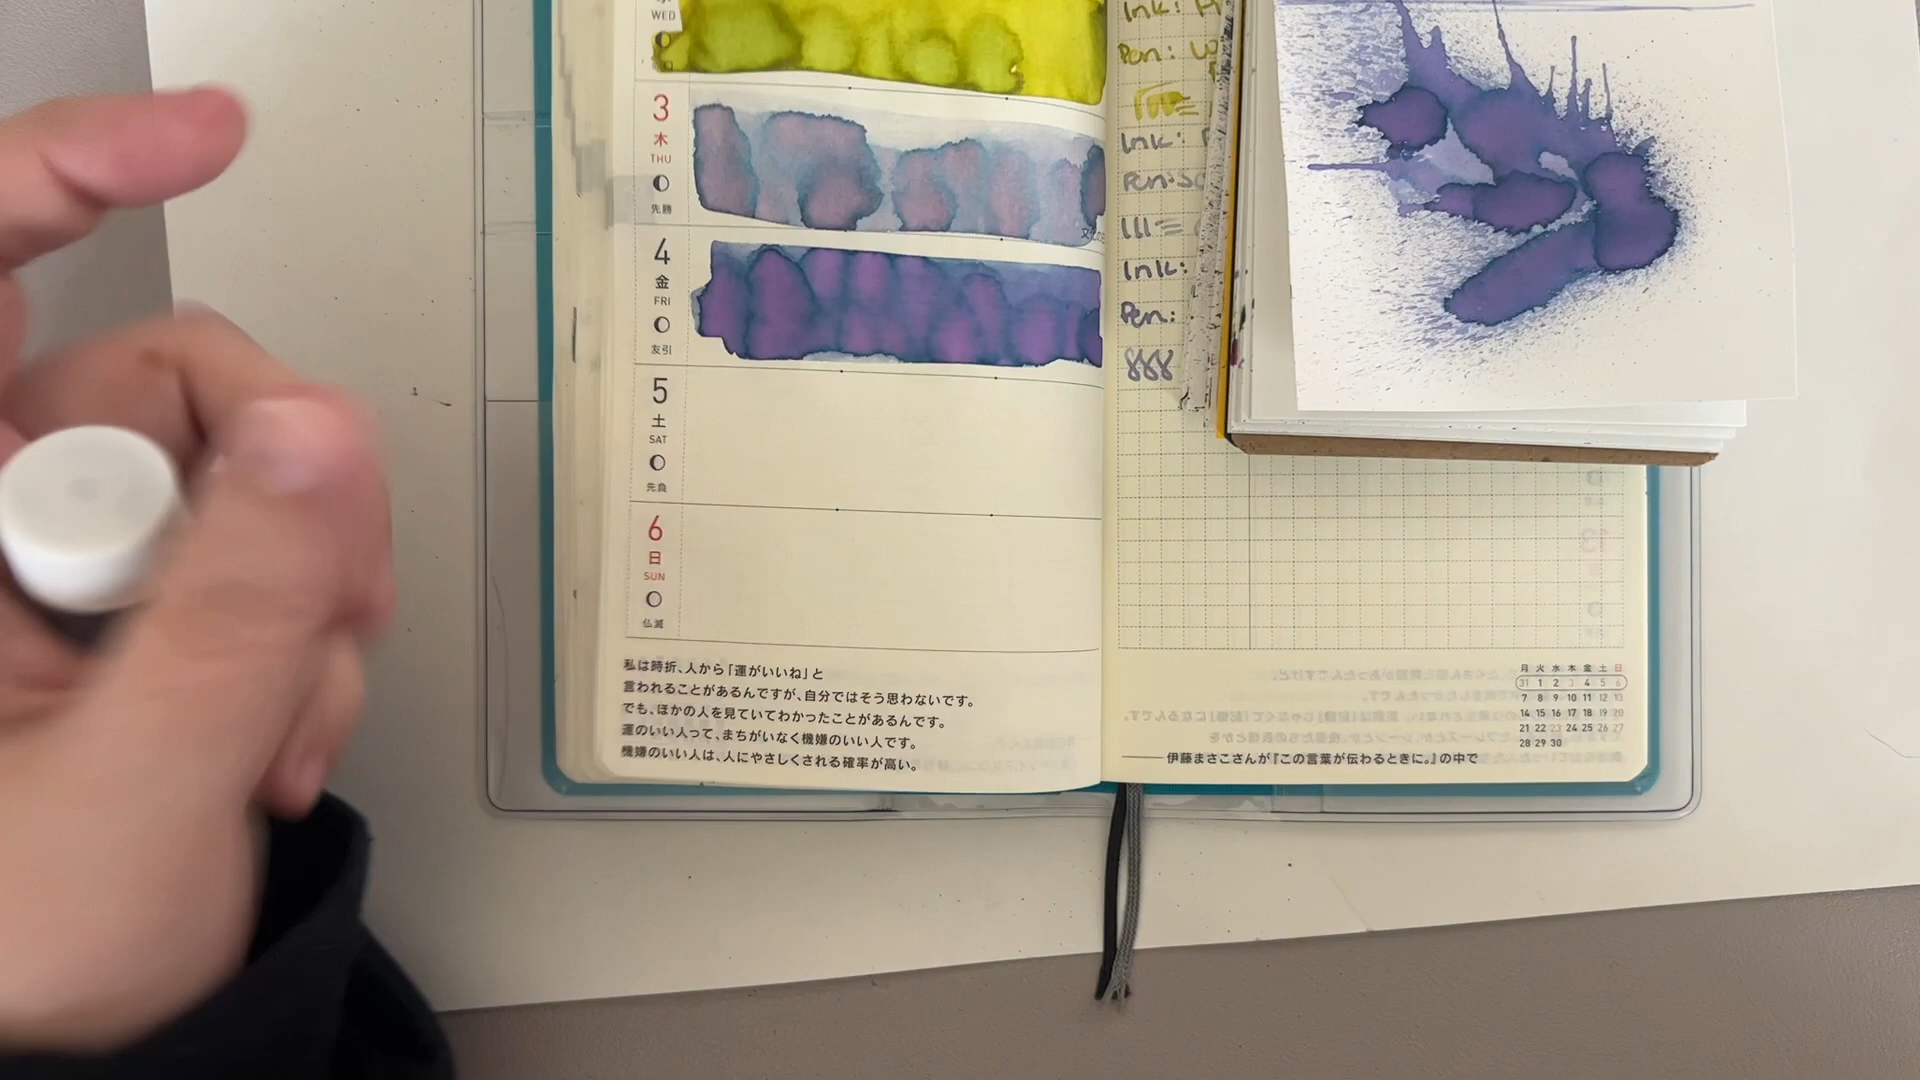 WED
3
木
THU
先勝
4
金
FRI
友引
5
土
SAT
先負
6
日
SUN
仏滅
私は時折、人から「運がいいね」と
言われることがあるんですが、自分ではそう思わないです。
でも、ほかの人を見ていてわかったことがあるんです。
運のいい人って、まちがいなく機嫌のいい人です。
機嫌のいい人は、人にやさしくされる確率が高い。
Ink:
Pen:
Ink:
Pen:
Ink:
Pen:
月 火 水 木 金 土 日
31 1 2 3 4 5 6
7 8 9 10 11 12 13
14 15 16 17 18 19 20
21 22 23 24 25 26 27
28 29 30
伊藤まさこさんが『この言葉が伝わるときに。』の中で